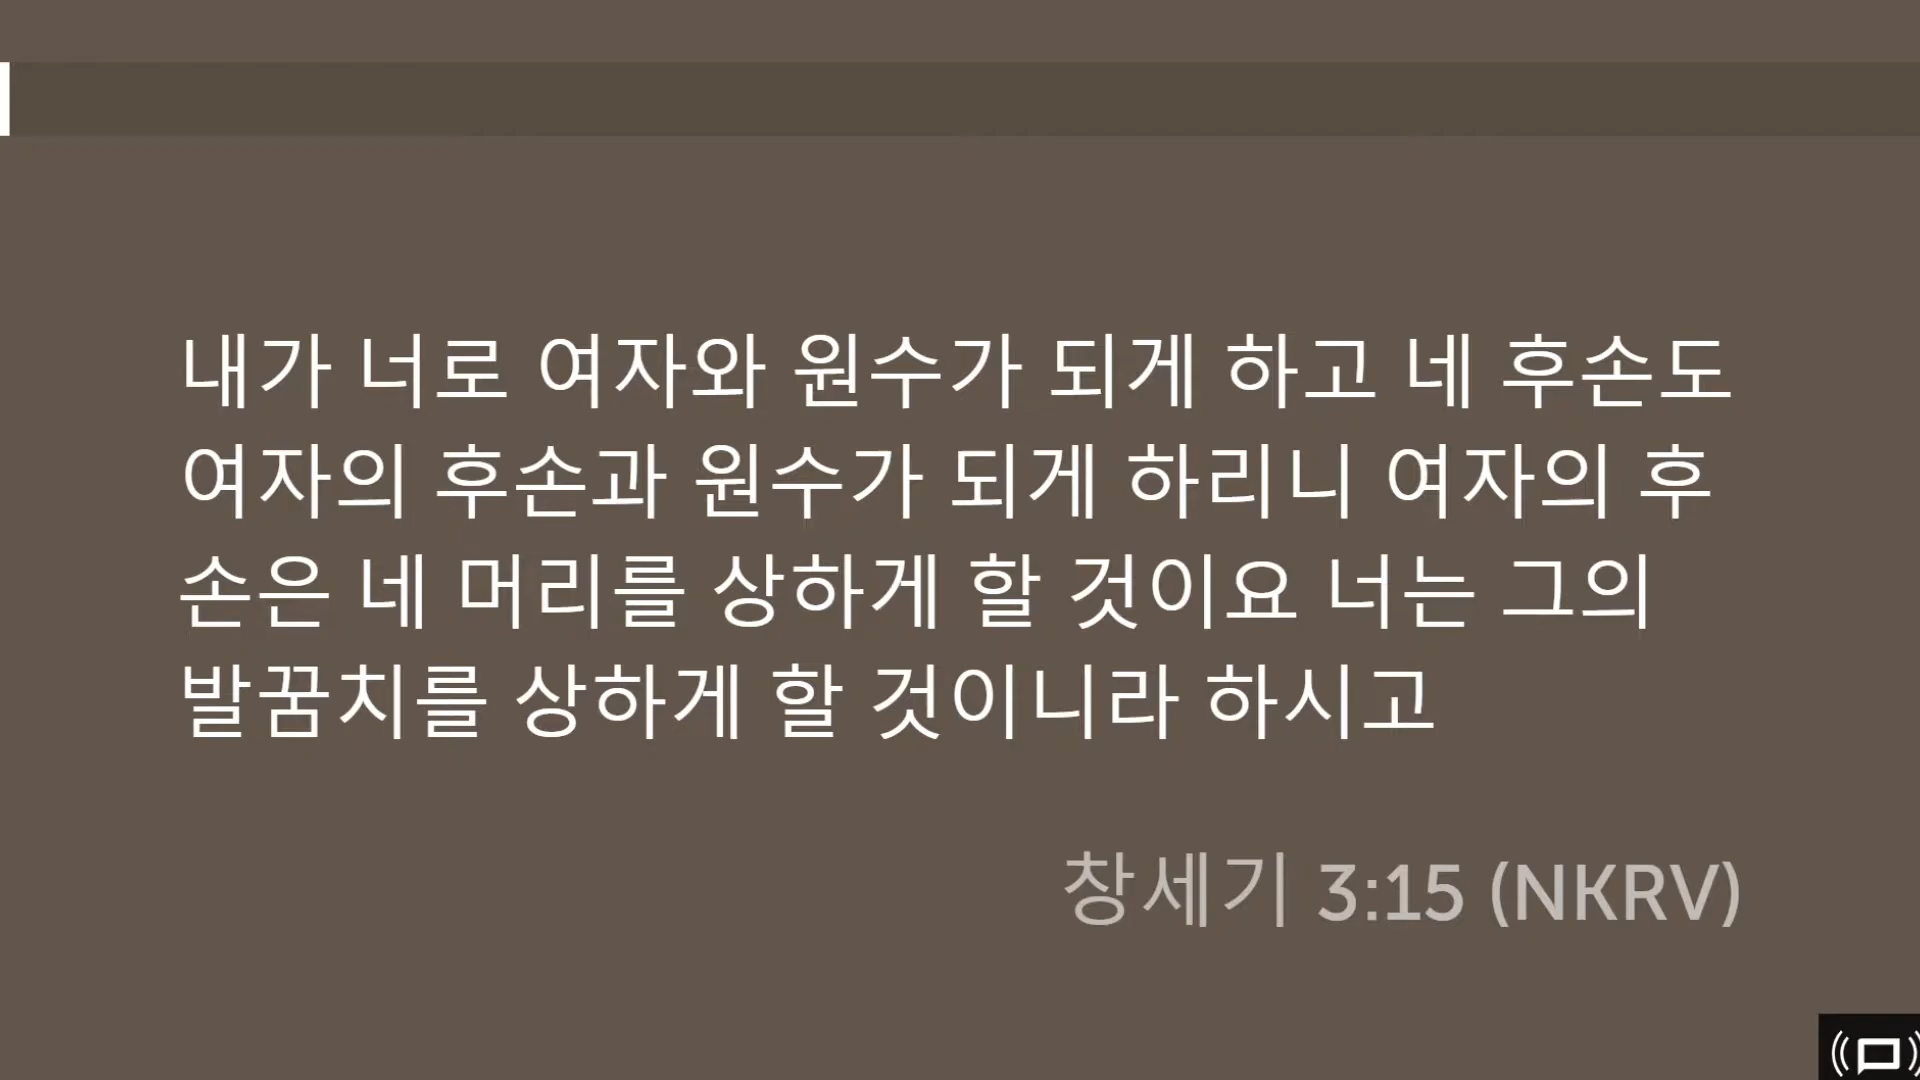 내가 너로 여자와 원수가 되게 하고 네 후손도
여자의 후손과 원수가 되게 하리니 여자의 후
손은 네 머리를 상하게 할 것이요 너는 그의
발꿈치를 상하게 할 것이니라 하시고
창세기 3:15 (NKRV)